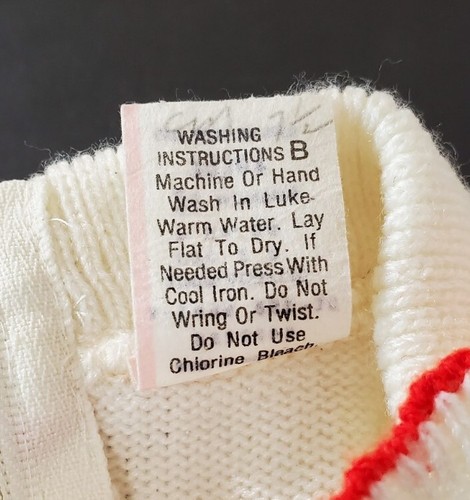 WASHING
INSTRUCTIONS B
Machine Or Hand
Wash In Luke-
Warm Water. Lay
Flat To Dry. If
Needed Press With
Cool Iron. Do Not
Wring Or Twist.
Do Not Use
Chlorine Bleach.